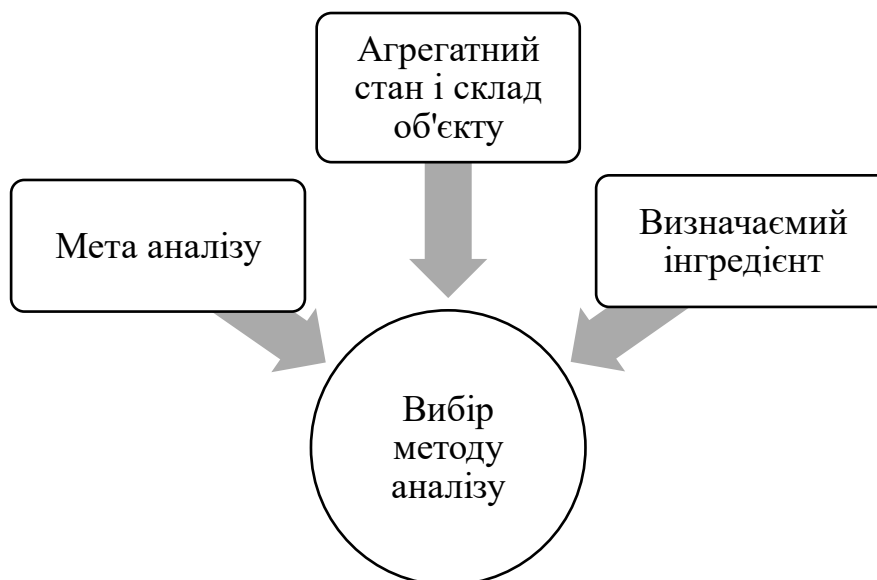 Агрегатний
стан і склад
об'єкту
Мета аналізу
Визначаємий
інгредієнт
Вибір
методу
аналізу